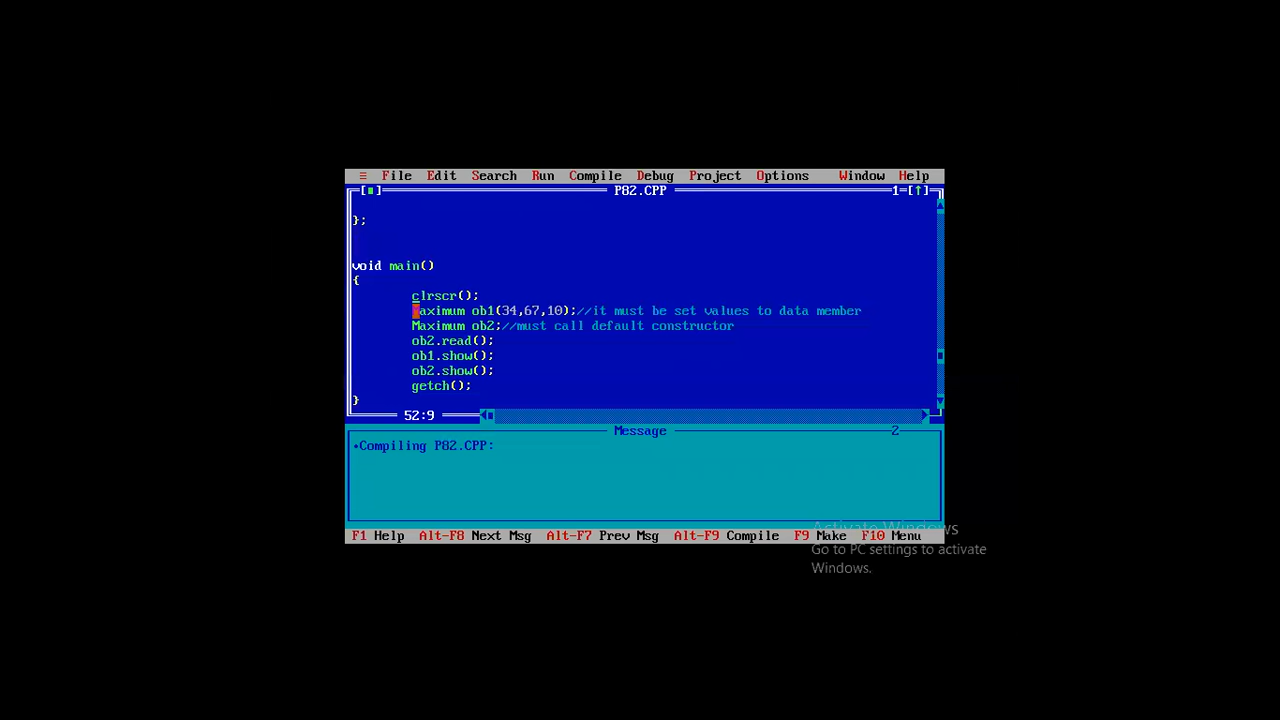 ≡ File Edit Search Run Compile Debug Project Options Window Help
[■] P82.CPP 1=[↑]
};
void main()
{
clrscr();
aximum ob1(34,67,10);//it must be set values to data member
Maximum ob2;//must call default constructor
ob2.read();
ob1.show();
ob2.show();
getch();
}
52:9
Message 2
•Compiling P82.CPP:
F1 Help Alt-F8 Next Msg Alt-F7 Prev Msg Alt-F9 Compile F9 Make F10 Menu
Activate Windows
Go to PC settings to activate
Windows.